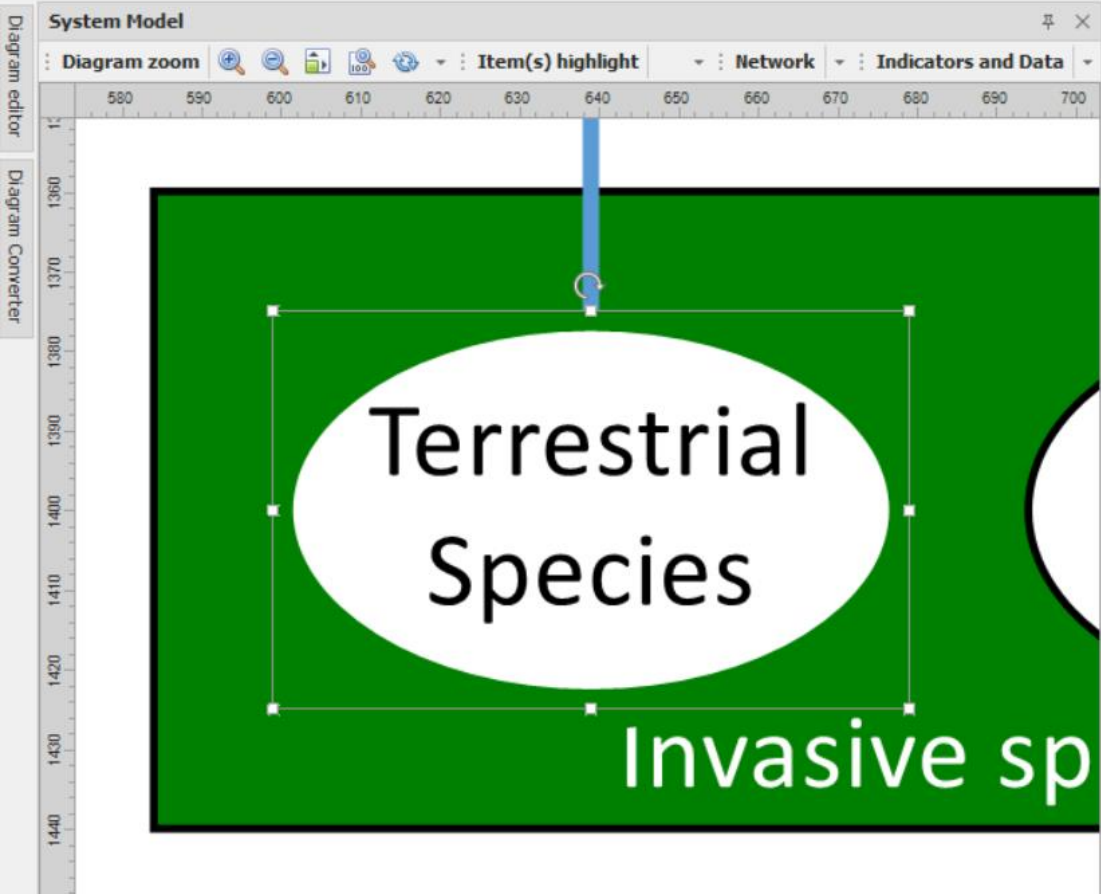 System Model
Diagram zoom 100 Item(s) highlight Network Indicators and Data
Diagram editor
Diagram Converter
580 590 600 610 620 630 640 650 660 670 680 690 700
1360
1370
1380
1390
1400
1410
1420
1430
1440
Terrestrial
Species
Invasive sp